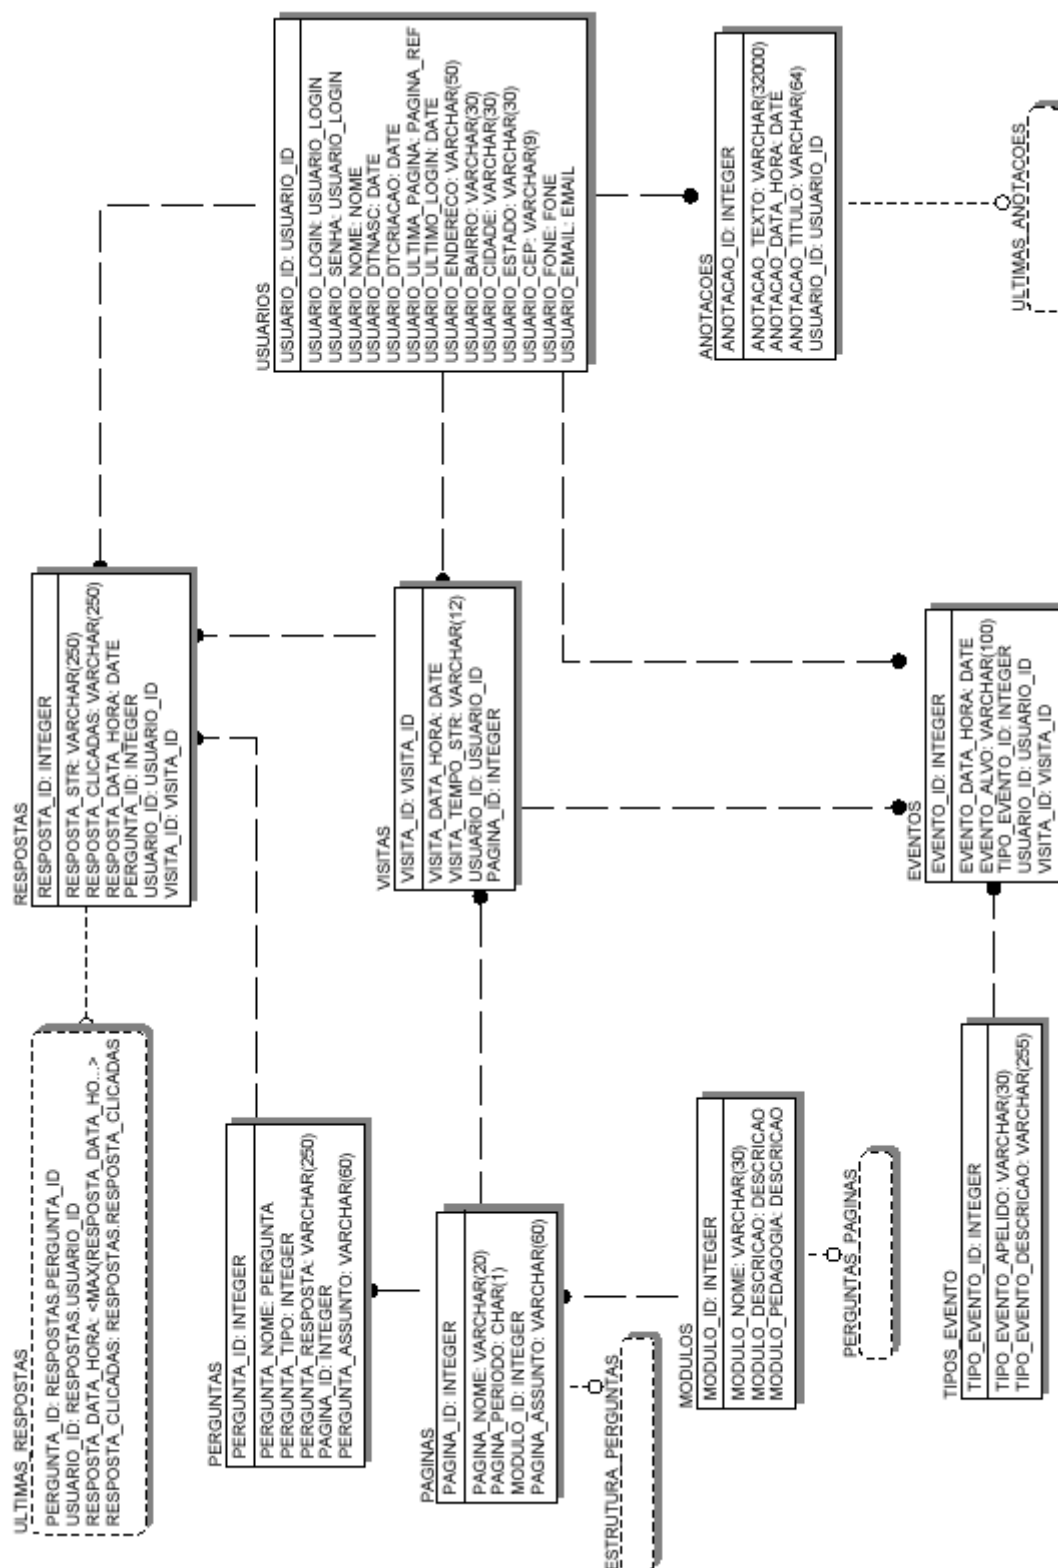 ULTIMAS_RESPOSTAS
PERGUNTA_ID: RESPOSTAS.PERGUNTA_ID
USUARIO_ID: RESPOSTAS.USUARIO_ID
RESPOSTA_DATA_HORA: <MAX(RESPOSTA_DATA_HO...>
RESPOSTA_CLICADAS: RESPOSTAS.RESPOSTA_CLICADAS
RESPOSTAS
RESPOSTA_ID: INTEGER
RESPOSTA_STR: VARCHAR(250)
RESPOSTA_CLICADAS: VARCHAR(250)
RESPOSTA_DATA_HORA: DATE
PERGUNTA_ID: INTEGER
USUARIO_ID: USUARIO_ID
VISITA_ID: VISITA_ID
USUARIOS
USUARIO_ID: USUARIO_ID
USUARIO_LOGIN: USUARIO_LOGIN
USUARIO_SENHA: USUARIO_LOGIN
USUARIO_NOME: NOME
USUARIO_DTNASC: DATE
USUARIO_DTCRIACAO: DATE
USUARIO_ULTIMA_PAGINA: PAGINA_REF
USUARIO_ULTIMO_LOGIN: DATE
USUARIO_ENDERECO: VARCHAR(50)
USUARIO_BAIRRO: VARCHAR(30)
USUARIO_CIDADE: VARCHAR(30)
USUARIO_ESTADO: VARCHAR(30)
USUARIO_CEP: VARCHAR(9)
USUARIO_FONE: FONE
USUARIO_EMAIL: EMAIL
PERGUNTAS
PERGUNTA_ID: INTEGER
PERGUNTA_NOME: PERGUNTA
PERGUNTA_TIPO: INTEGER
PERGUNTA_RESPOSTA: VARCHAR(250)
PAGINA_ID: INTEGER
PERGUNTA_ASSUNTO: VARCHAR(60)
VISITAS
VISITA_ID: VISITA_ID
VISITA_DATA_HORA: DATE
VISITA_TEMPO_STR: VARCHAR(12)
USUARIO_ID: USUARIO_ID
PAGINA_ID: INTEGER
PAGINAS
PAGINA_ID: INTEGER
PAGINA_NOME: VARCHAR(20)
PAGINA_PERIODO: CHAR(1)
MODULO_ID: INTEGER
PAGINA_ASSUNTO: VARCHAR(60)
ESTRUTURA_PERGUNTAS
MODULOS
MODULO_ID: INTEGER
MODULO_NOME: VARCHAR(30)
MODULO_DESCRICAO: DESCRICAO
MODULO_PEDAGOGIA: DESCRICAO
PERGUNTAS_PAGINAS
ANOTACOES
ANOTACAO_ID: INTEGER
ANOTACAO_TEXTO: VARCHAR(32000)
ANOTACAO_DATA_HORA: DATE
ANOTACAO_TITULO: VARCHAR(64)
USUARIO_ID: USUARIO_ID
ULTIMAS_ANOTACOES
TIPOS_EVENTO
TIPO_EVENTO_ID: INTEGER
TIPO_EVENTO_APELIDO: VARCHAR(30)
TIPO_EVENTO_DESCRICAO: VARCHAR(255)
EVENTOS
EVENTO_ID: INTEGER
EVENTO_DATA_HORA: DATE
EVENTO_ALVO: VARCHAR(100)
TIPO_EVENTO_ID: INTEGER
USUARIO_ID: USUARIO_ID
VISITA_ID: VISITA_ID